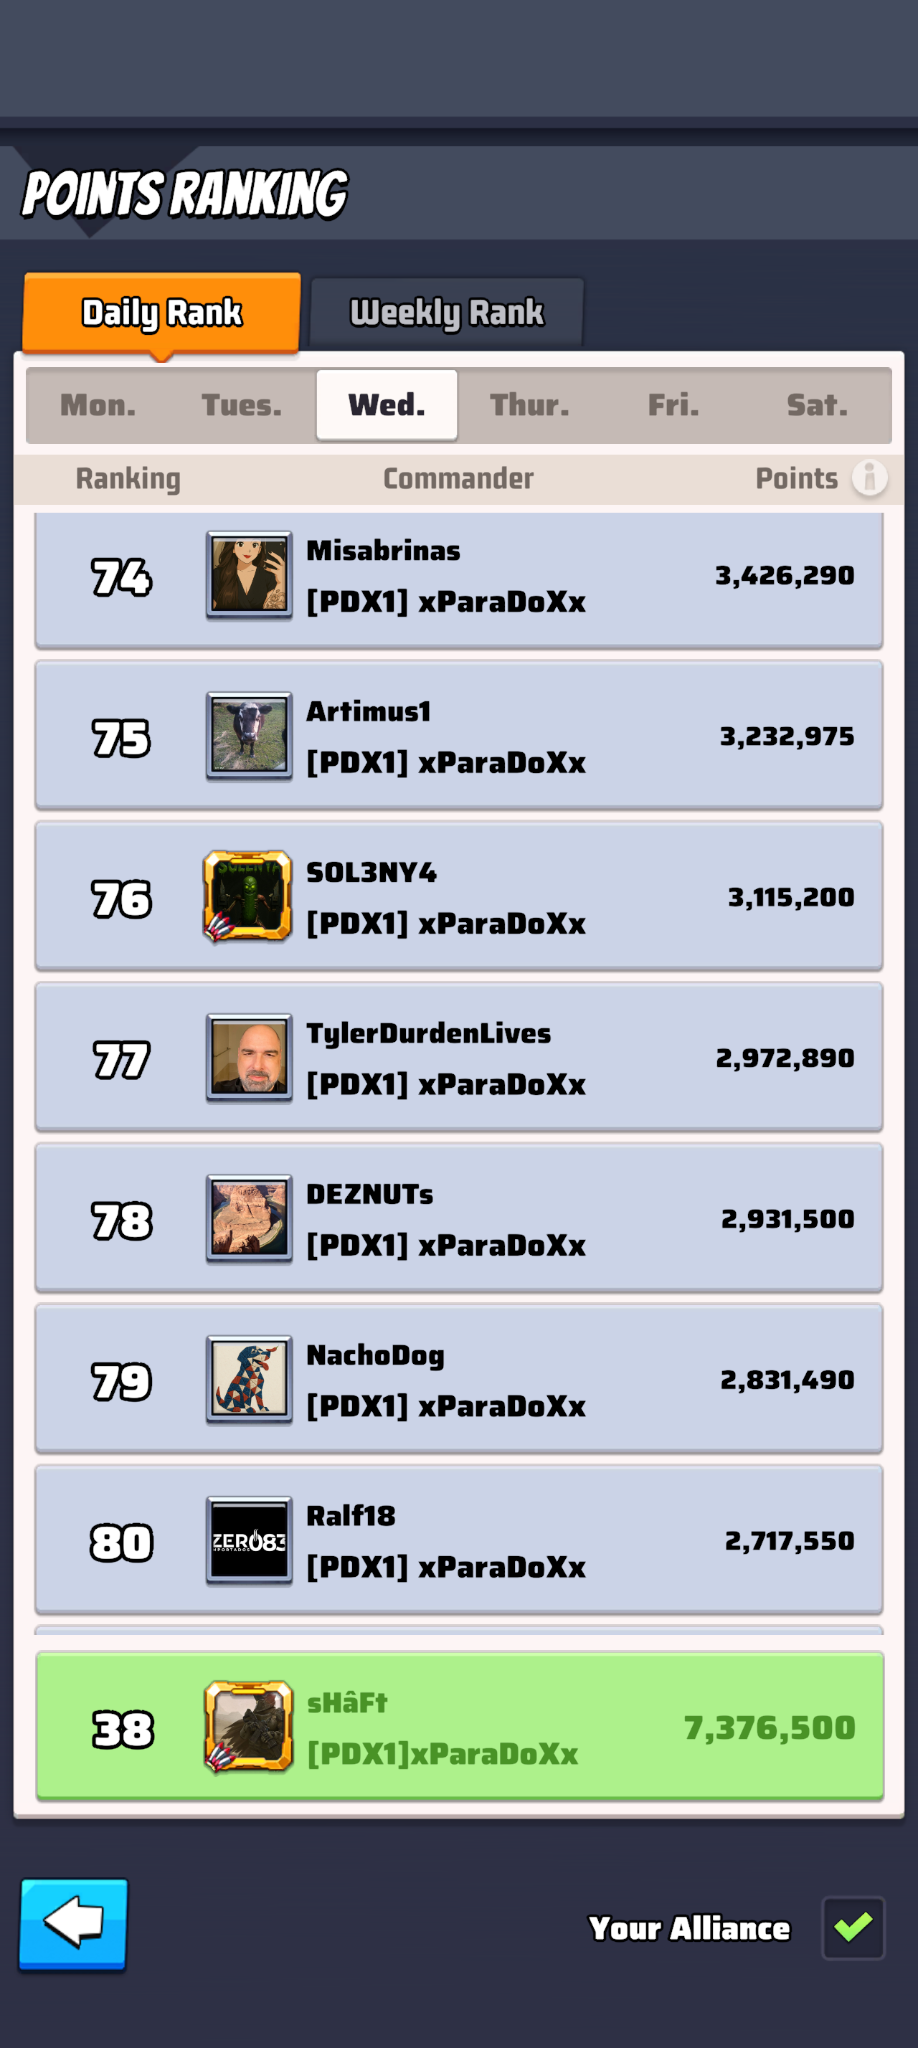 POINTS RANKING
Daily Rank Weekly Rank
Mon. Tues. Wed. Thur. Fri. Sat.
Ranking Commander Points
74 Misabrinas 3,426,290
[PDX1] xParaDoXx
75 Artimus1 3,232,975
[PDX1] xParaDoXx
76 SOL3NY4 3,115,200
[PDX1] xParaDoXx
77 TylerDurdenLives 2,972,890
[PDX1] xParaDoXx
78 DEZNUTs 2,931,500
[PDX1] xParaDoXx
79 NachoDog 2,831,490
[PDX1] xParaDoXx
80 Ralf18 2,717,550
ZER083
[PDX1] xParaDoXx
38 sHâFt 7,376,500
[PDX1]xParaDoXx
Your Alliance